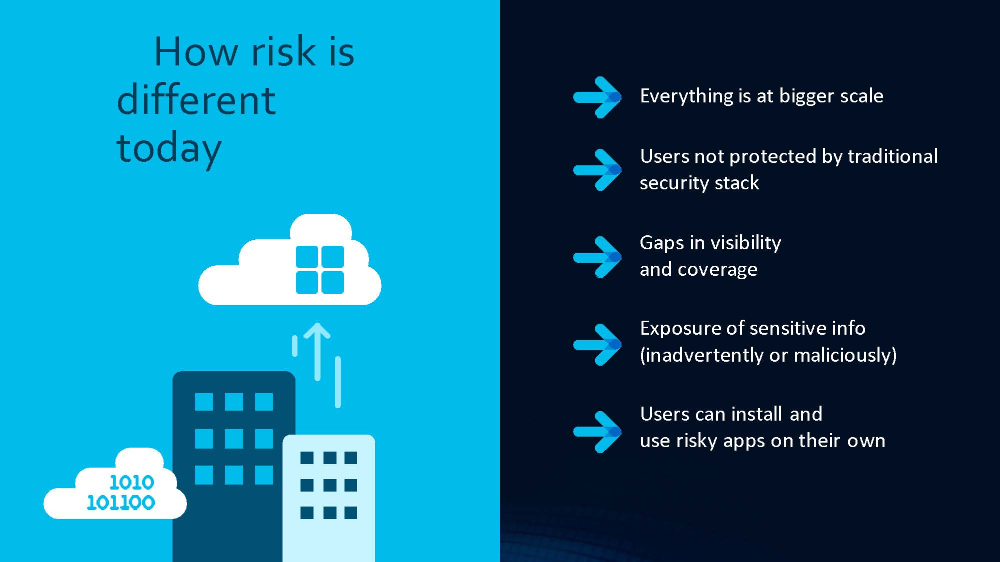 How risk is
different
today
Everything is at bigger scale
Users not protected by traditional
security stack
Gaps in visibility
and coverage
Exposure of sensitive info
(inadvertently or maliciously)
Users can install and
use risky apps on their own
1010
101100